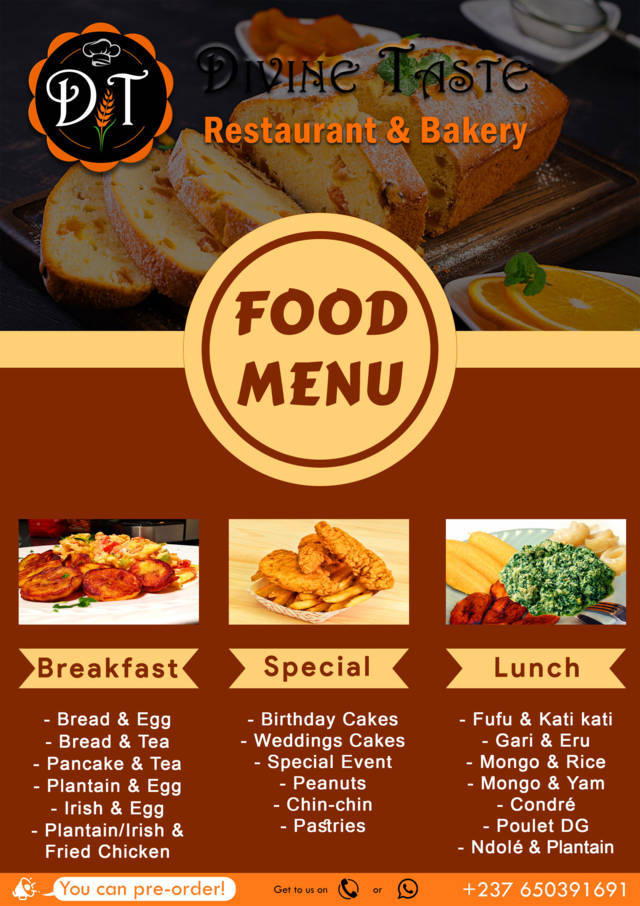 DT
Divine Taste
Restaurant & Bakery
FOOD
MENU
Breakfast
- Bread & Egg
- Bread & Tea
- Pancake & Tea
- Plantain & Egg
- Irish & Egg
- Plantain/Irish &
Fried Chicken
Special
- Birthday Cakes
- Weddings Cakes
- Special Event
- Peanuts
- Chin-chin
- Pastries
Lunch
- Fufu & Kati kati
- Gari & Eru
- Mongo & Rice
- Mongo & Yam
- Condré
- Poulet DG
- Ndolé & Plantain
You can pre-order!
Get to us on
or
+237 650391691